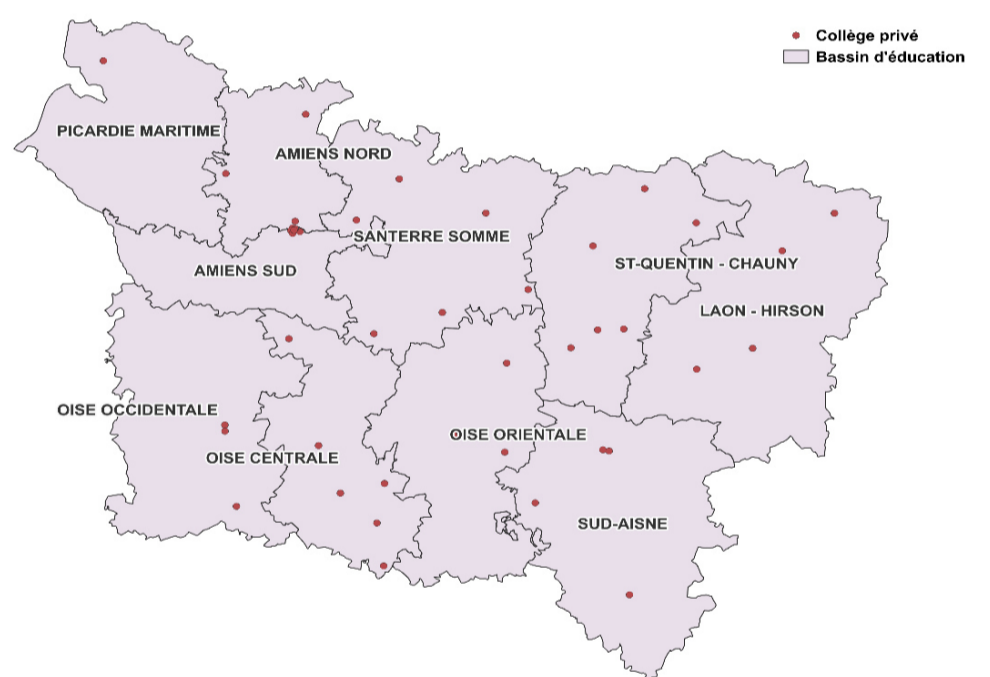 Collège privé
Bassin d'éducation
PICARDIE MARITIME
AMIENS NORD
SANTERRE SOMME
AMIENS SUD
ST-QUENTIN - CHAUNY
LAON - HIRSON
OISE OCCIDENTALE
OISE ORIENTALE
OISE CENTRALE
SUD-AISNE